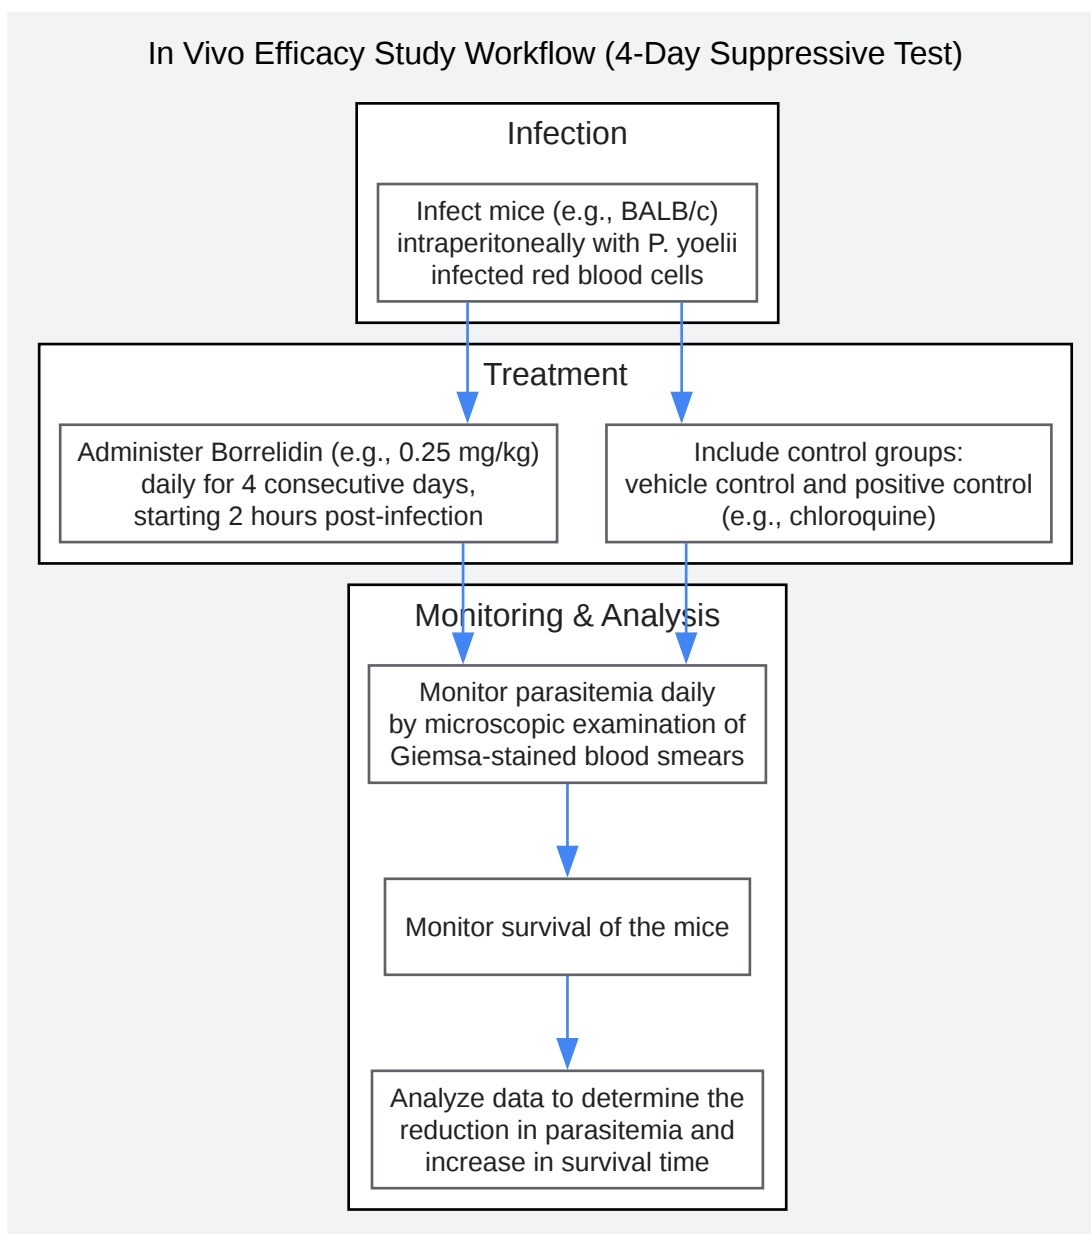 In Vivo Efficacy Study Workflow (4-Day Suppressive Test)
Infection
Infect mice (e.g., BALB/c)
intraperitoneally with P. yoelii
infected red blood cells
Treatment
Administer Borrelidin (e.g., 0.25 mg/kg)
daily for 4 consecutive days,
starting 2 hours post-infection
Include control groups:
vehicle control and positive control
(e.g., chloroquine)
Monitoring & Analysis
Monitor parasitemia daily
by microscopic examination of
Giemsa-stained blood smears
Monitor survival of the mice
Analyze data to determine the
reduction in parasitemia and
increase in survival time